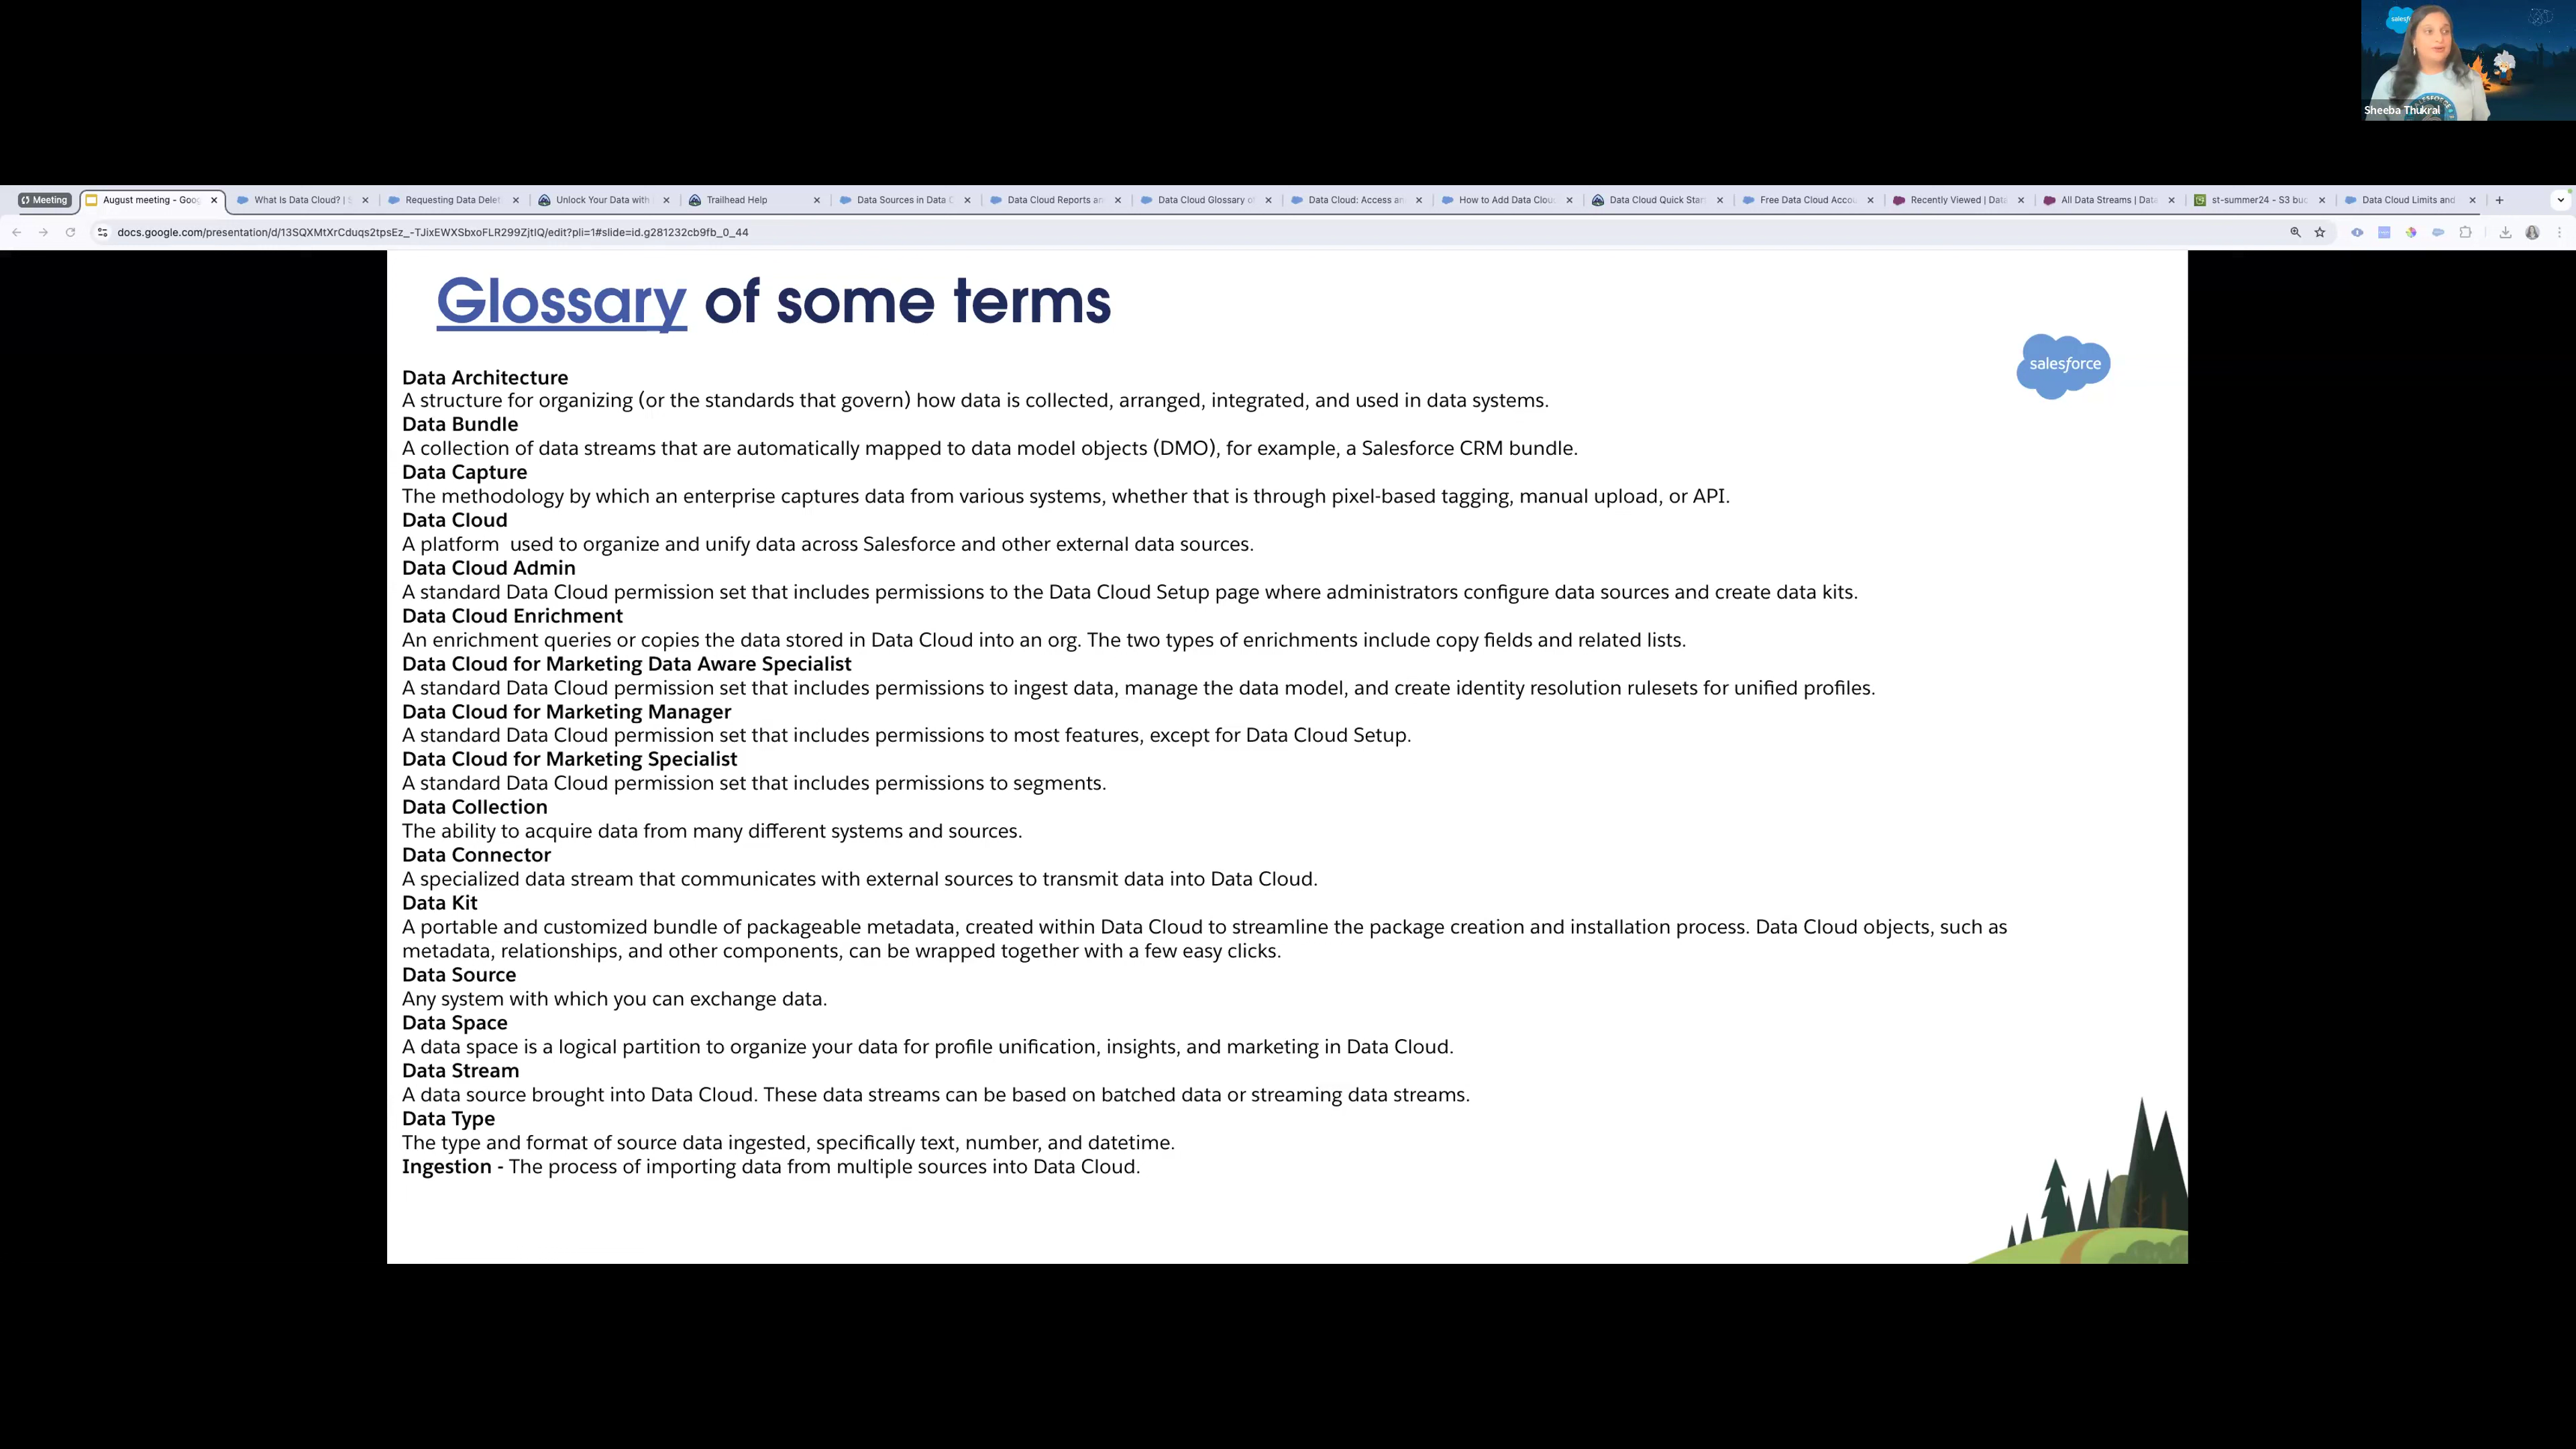 salesf
Sheeba Thukral
Meeting
August meeting - Goog
What Is Data Cloud? | S
Requesting Data Delet
Unlock Your Data with
Trailhead Help
Data Sources in Data C
Data Cloud Reports an
Data Cloud Glossary o
Data Cloud: Access an
How to Add Data Clou
Data Cloud Quick Star
Free Data Cloud Accou
Recently Viewed | Data
All Data Streams | Data
st-summer24 - S3 buc
Data Cloud Limits and
docs.google.com/presentation/d/13SQXMtXrCduqs2tpsEz_-TJixEWXSbxoFLR299ZjtIQ/edit?pli=1#slide=id.g281232cb9fb_0_44
Glossary of some terms
salesforce
Data Architecture
A structure for organizing (or the standards that govern) how data is collected, arranged, integrated, and used in data systems.
Data Bundle
A collection of data streams that are automatically mapped to data model objects (DMO), for example, a Salesforce CRM bundle.
Data Capture
The methodology by which an enterprise captures data from various systems, whether that is through pixel-based tagging, manual upload, or API.
Data Cloud
A platform  used to organize and unify data across Salesforce and other external data sources.
Data Cloud Admin
A standard Data Cloud permission set that includes permissions to the Data Cloud Setup page where administrators configure data sources and create data kits.
Data Cloud Enrichment
An enrichment queries or copies the data stored in Data Cloud into an org. The two types of enrichments include copy fields and related lists.
Data Cloud for Marketing Data Aware Specialist
A standard Data Cloud permission set that includes permissions to ingest data, manage the data model, and create identity resolution rulesets for unified profiles.
Data Cloud for Marketing Manager
A standard Data Cloud permission set that includes permissions to most features, except for Data Cloud Setup.
Data Cloud for Marketing Specialist
A standard Data Cloud permission set that includes permissions to segments.
Data Collection
The ability to acquire data from many different systems and sources.
Data Connector
A specialized data stream that communicates with external sources to transmit data into Data Cloud.
Data Kit
A portable and customized bundle of packageable metadata, created within Data Cloud to streamline the package creation and installation process. Data Cloud objects, such as
metadata, relationships, and other components, can be wrapped together with a few easy clicks.
Data Source
Any system with which you can exchange data.
Data Space
A data space is a logical partition to organize your data for profile unification, insights, and marketing in Data Cloud.
Data Stream
A data source brought into Data Cloud. These data streams can be based on batched data or streaming data streams.
Data Type
The type and format of source data ingested, specifically text, number, and datetime.
Ingestion - The process of importing data from multiple sources into Data Cloud.